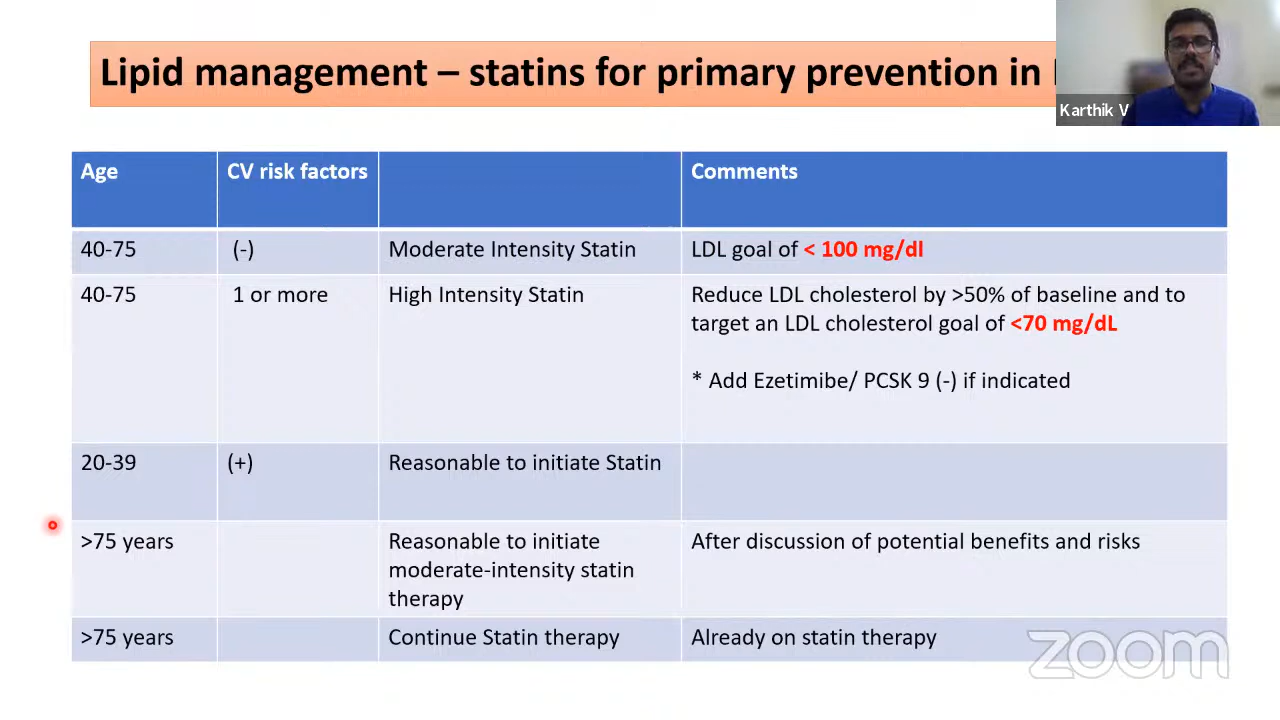 Lipid management – statins for primary prevention in
Karthik V
Age CV risk factors Comments
40-75 (-) Moderate Intensity Statin LDL goal of < 100 mg/dl
40-75 1 or more High Intensity Statin Reduce LDL cholesterol by >50% of baseline and to
target an LDL cholesterol goal of <70 mg/dL
* Add Ezetimibe/ PCSK 9 (-) if indicated
20-39 (+) Reasonable to initiate Statin
>75 years Reasonable to initiate After discussion of potential benefits and risks
moderate-intensity statin
therapy
>75 years Continue Statin therapy Already on statin therapy
zoom